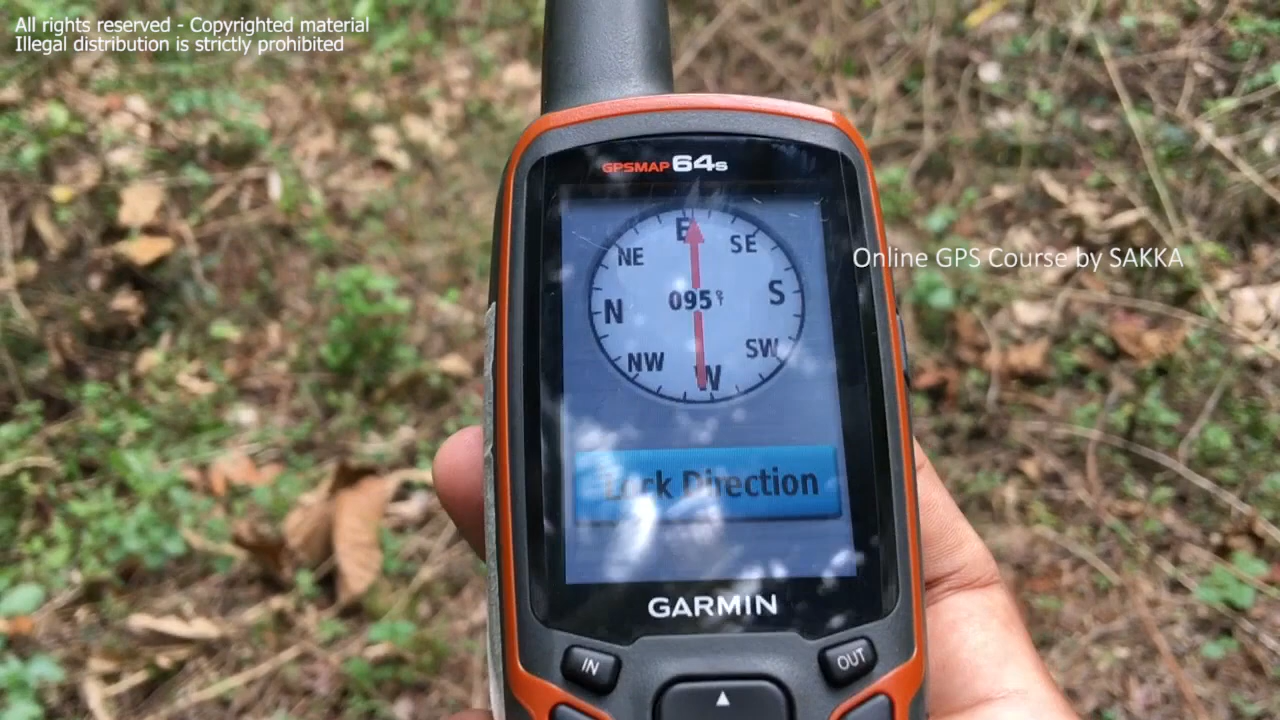 All rights reserved - Copyrighted material
Illegal distribution is strictly prohibited
GPSMAP 64s
E
NE
SE
Online GPS Course by SAKKA
095°T
N
S
NW
SW
W
Lock Direction
GARMIN
IN
OUT